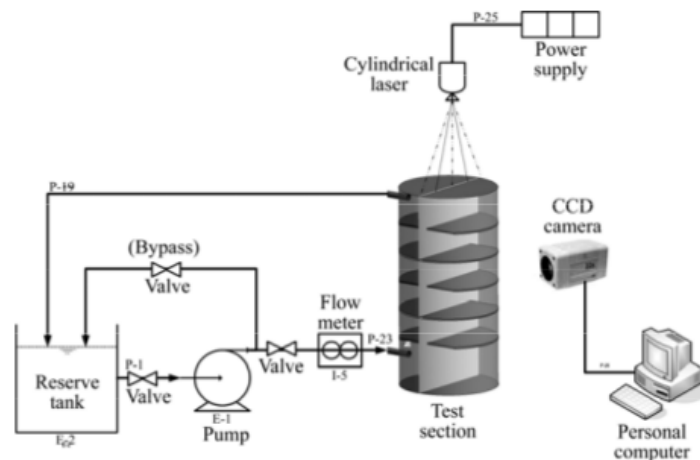 P-25
Power
supply
Cylindrical
laser
P-19
CCD
camera
(Bypass)
Valve
Flow
meter
P-23
Valve
I-5
P-1
Valve
Reserve
tank
E-2
E-1
Pump
Test
section
Personal
computer